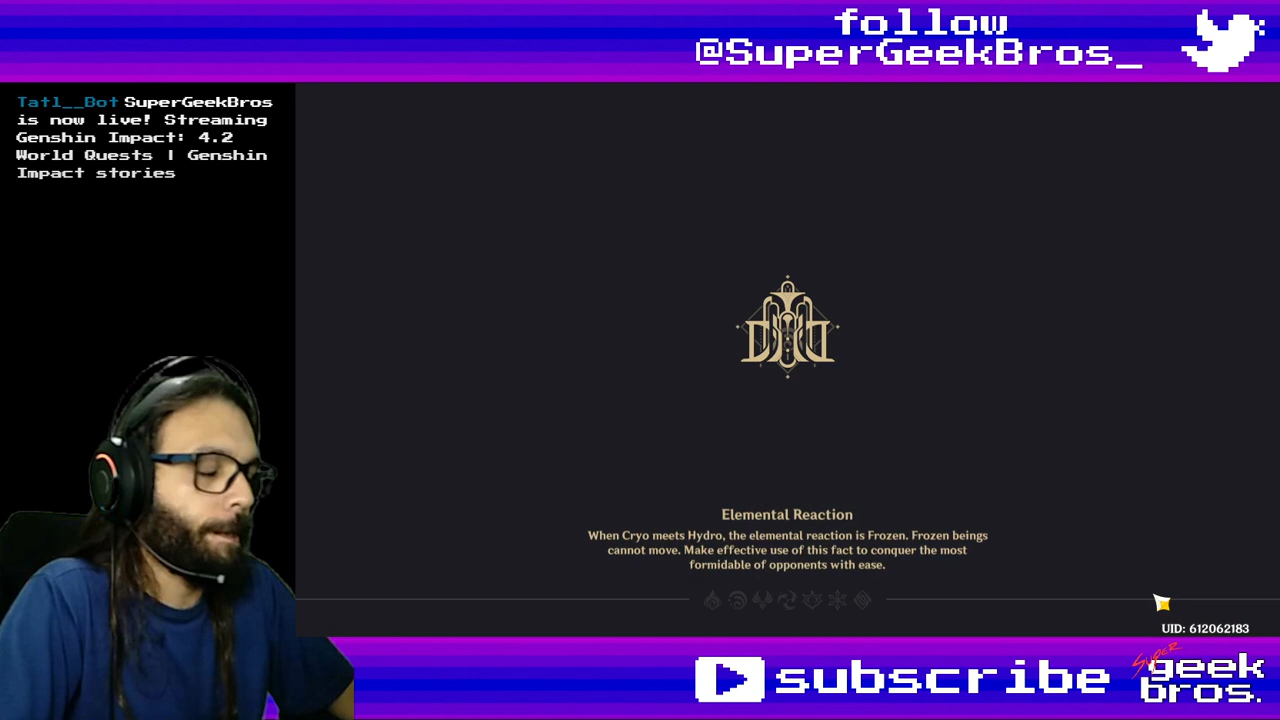 follow
@SuperGeekBros_
Tatl__Bot SuperGeekBros
is now live! Streaming
Genshin Impact: 4.2
World Quests | Genshin
Impact stories
Elemental Reaction
When Cryo meets Hydro, the elemental reaction is Frozen. Frozen beings
cannot move. Make effective use of this fact to conquer the most
formidable of opponents with ease.
UID: 612062183
subscribe
SUPER
geek
bros.